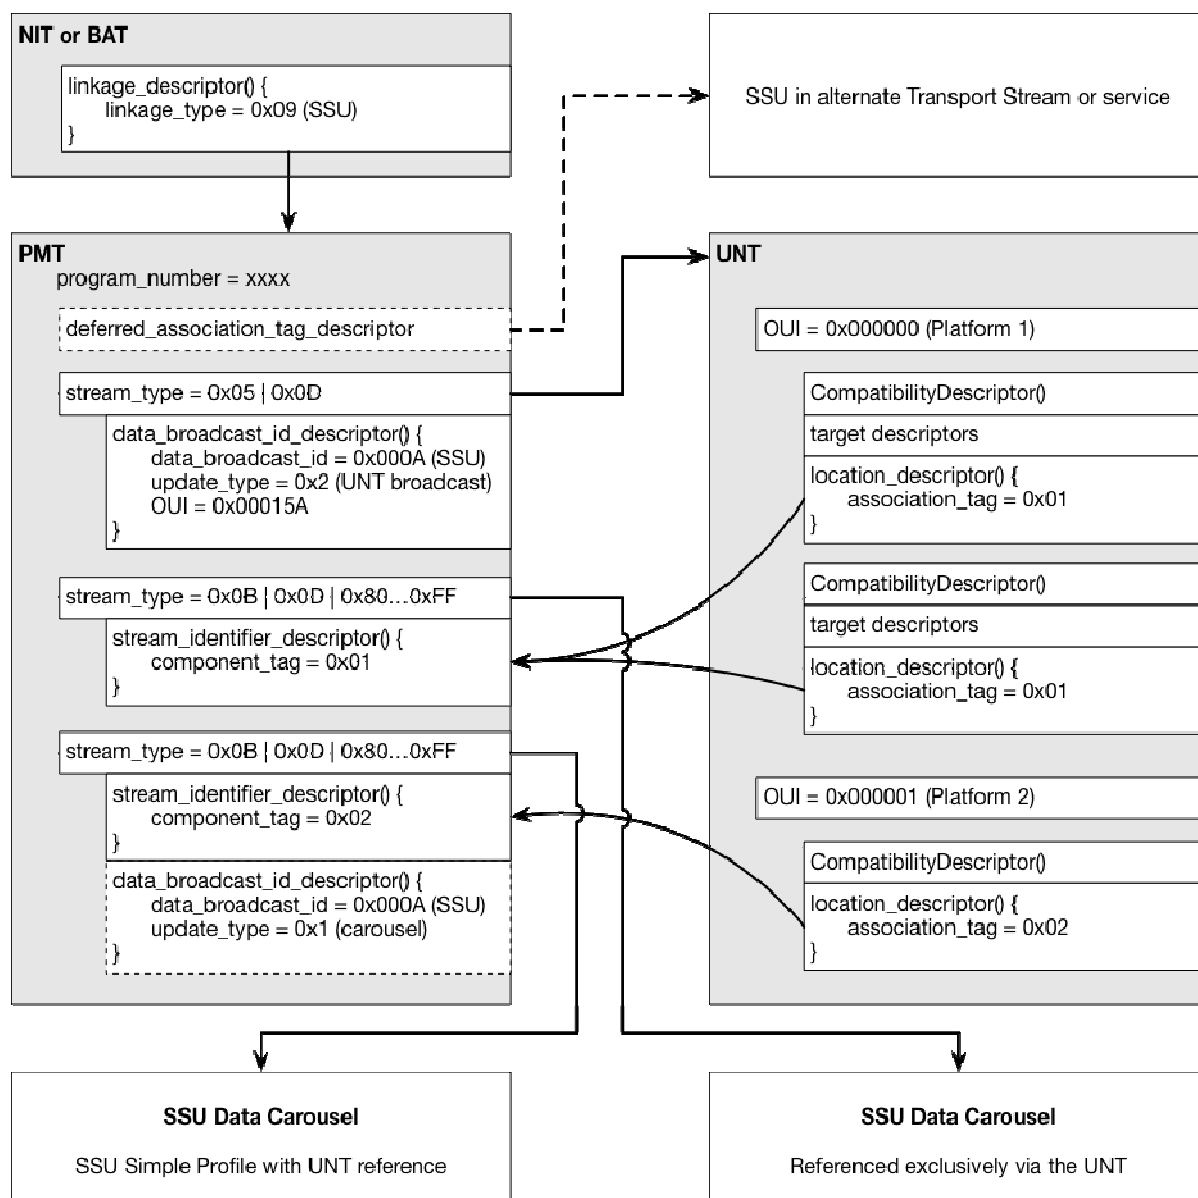 NIT or BAT
linkage_descriptor() {
linkage_type = 0x09 (SSU)
}
SSU in alternate Transport Stream or service
PMT
program_number = xxxx
deferred_association_tag_descriptor
stream_type = 0x05 | 0x0D
data_broadcast_id_descriptor() {
data_broadcast_id = 0x000A (SSU)
update_type = 0x2 (UNT broadcast)
OUI = 0x00015A
}
stream_type = 0x0B | 0x0D | 0x80...0xFF
stream_identifier_descriptor() {
component_tag = 0x01
}
stream_type = 0x0B | 0x0D | 0x80...0xFF
stream_identifier_descriptor() {
component_tag = 0x02
}
data_broadcast_id_descriptor() {
data_broadcast_id = 0x000A (SSU)
update_type = 0x1 (carousel)
}
UNT
OUI = 0x000000 (Platform 1)
CompatibilityDescriptor()
target descriptors
location_descriptor() {
association_tag = 0x01
}
CompatibilityDescriptor()
target descriptors
location_descriptor() {
association_tag = 0x01
}
OUI = 0x000001 (Platform 2)
CompatibilityDescriptor()
location_descriptor() {
association_tag = 0x02
}
SSU Data Carousel
SSU Simple Profile with UNT reference
SSU Data Carousel
Referenced exclusively via the UNT